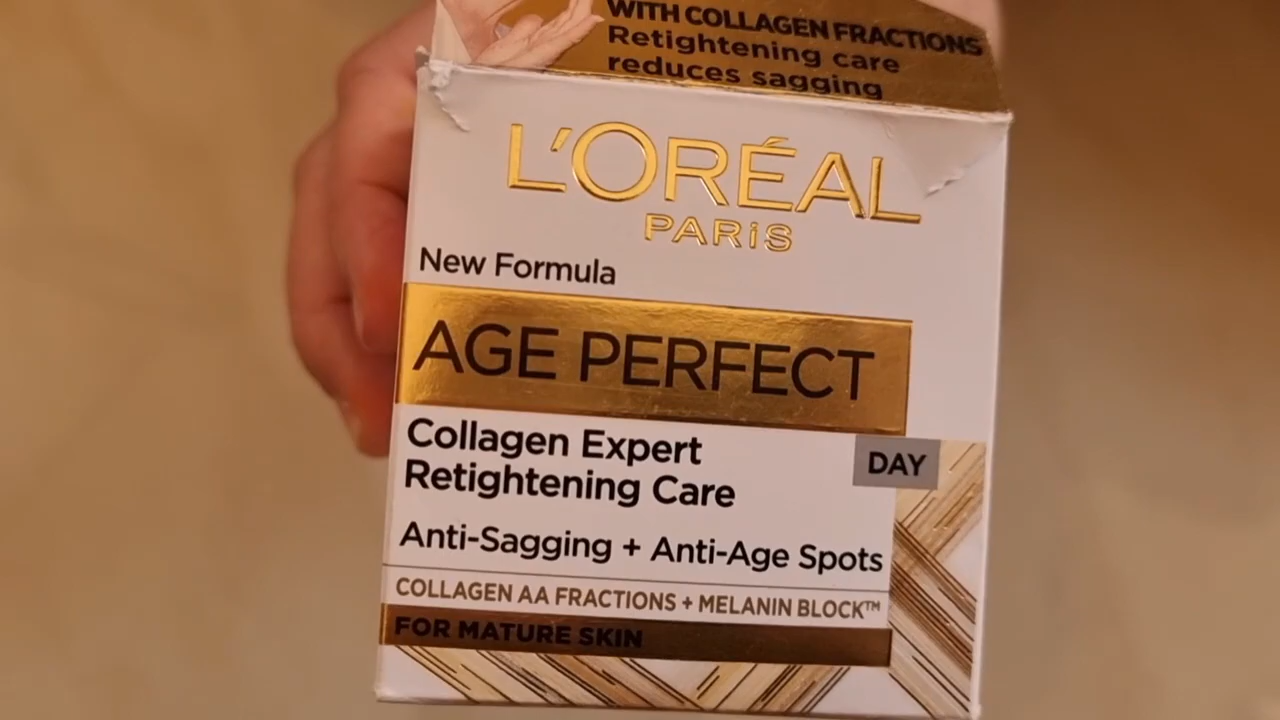 WITH COLLAGEN FRACTIONS
Retightening care
reduces sagging
L'ORÉAL
PARiS
New Formula
AGE PERFECT
Collagen Expert
Retightening Care
DAY
Anti-Sagging + Anti-Age Spots
COLLAGEN AA FRACTIONS + MELANIN BLOCK™
FOR MATURE SKIN